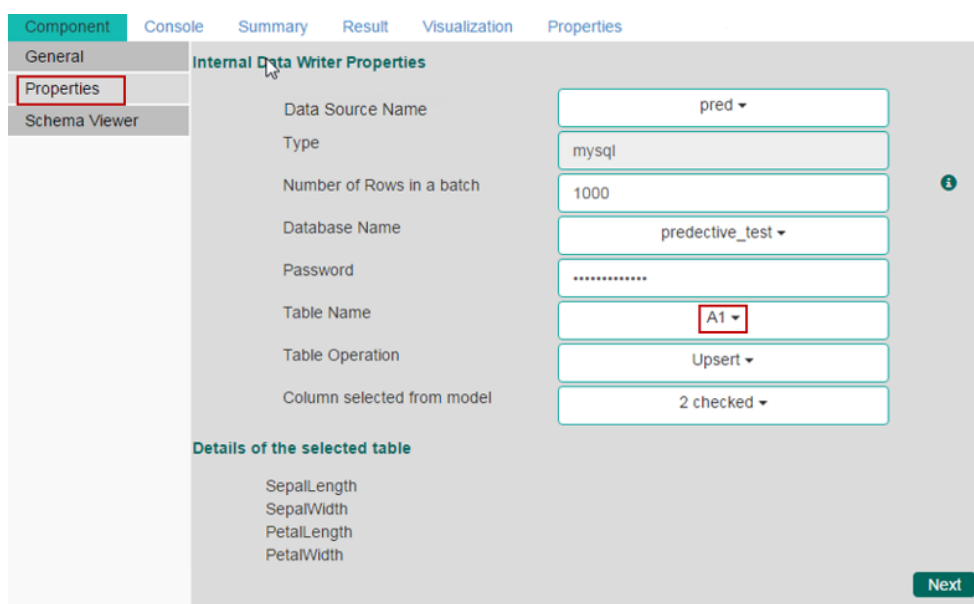 Component Console Summary Result Visualization Properties
General
Properties
Schema Viewer
Internal Data Writer Properties
Data Source Name pred
Type mysql
Number of Rows in a batch 1000
Database Name predective_test
Password •••••••••••••
Table Name A1
Table Operation Upsert
Column selected from model 2 checked
Details of the selected table
SepalLength
SepalWidth
PetalLength
PetalWidth
Next